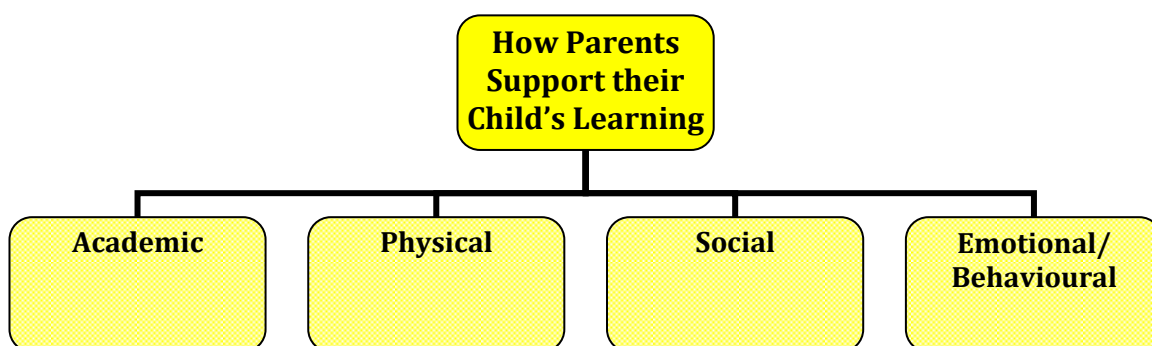 How Parents
Support their
Child’s Learning
Academic
Physical
Social
Emotional/
Behavioural